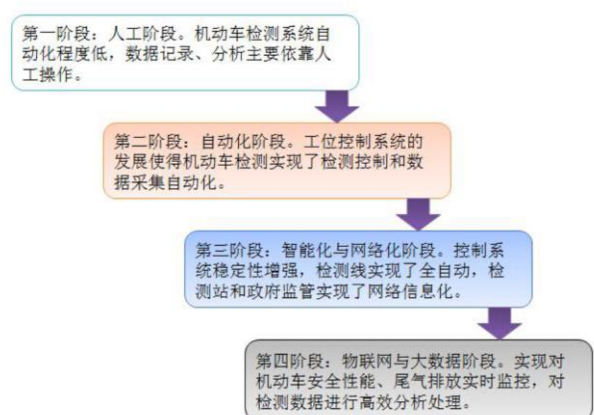 第一阶段：人工阶段。机动车检测系统自
动化程度低，数据记录、分析主要依靠人
工操作。
第二阶段：自动化阶段。工位控制系统的
发展使得机动车检测实现了检测控制和数
据采集自动化。
第三阶段：智能化与网络化阶段。控制系
统稳定性增强，检测线实现了全自动，检
测站和政府监管实现了网络信息化。
第四阶段：物联网与大数据阶段。实现对
机动车安全性能、尾气排放实时监控，对
检测数据进行高效分析处理。